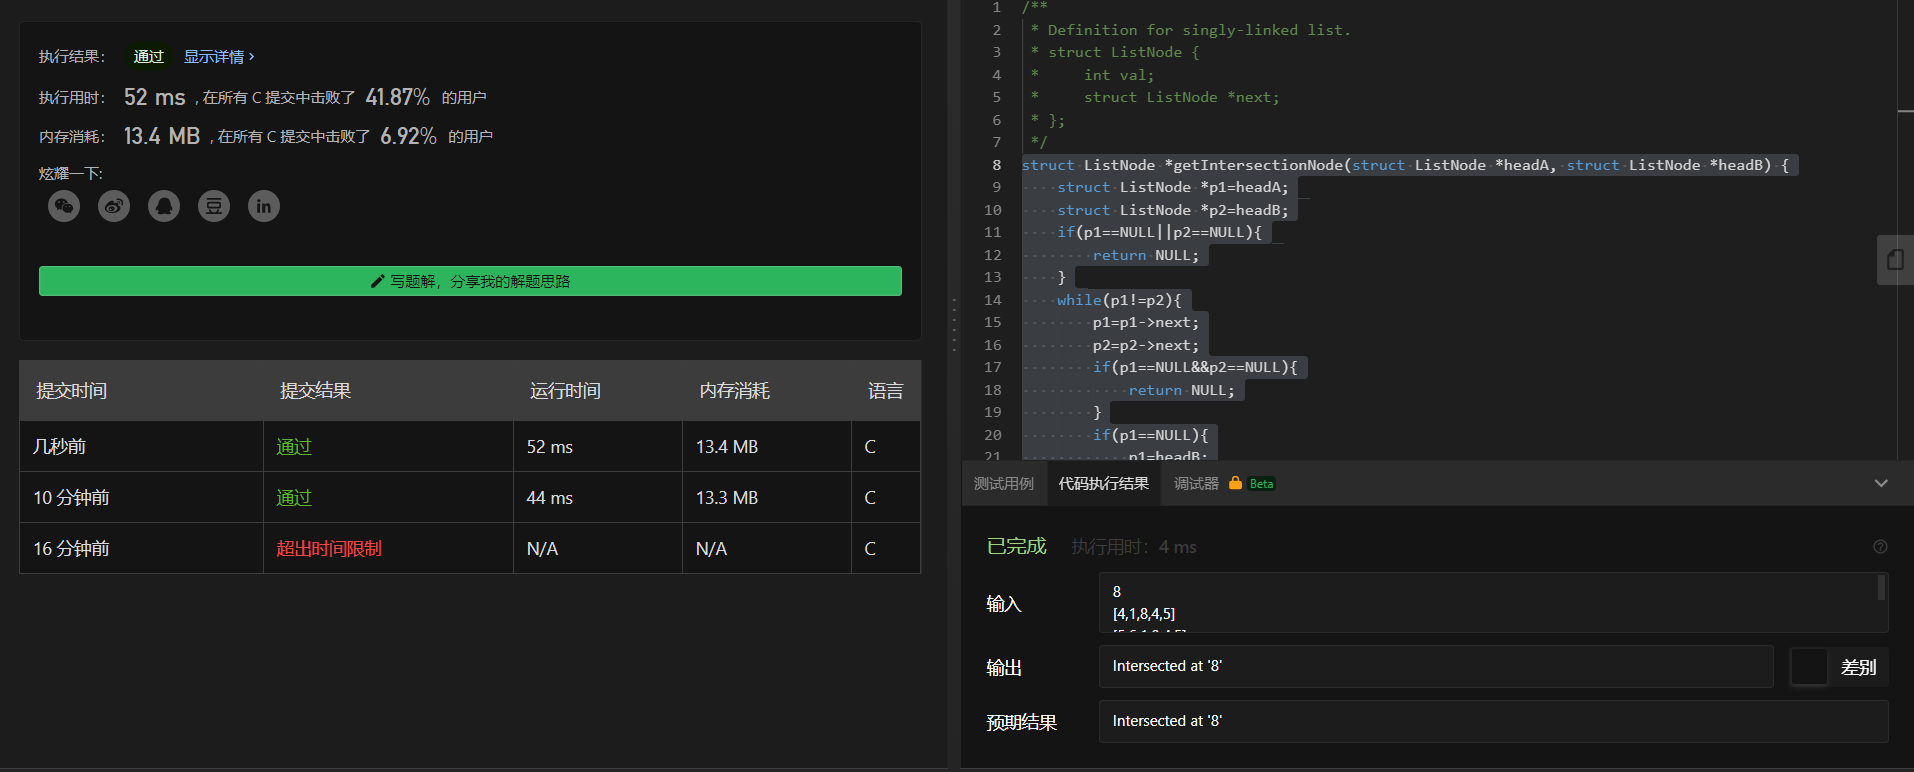 执行结果： 通过 显示详情 ›
执行用时： 52 ms , 在所有 C 提交中击败了 41.87% 的用户
内存消耗： 13.4 MB , 在所有 C 提交中击败了 6.92% 的用户
炫耀一下:
写题解，分享我的解题思路
提交时间 提交结果 运行时间 内存消耗 语言
几秒前 通过 52 ms 13.4 MB C
10 分钟前 通过 44 ms 13.3 MB C
16 分钟前 超出时间限制 N/A N/A C
1 /**
2 * Definition for singly-linked list.
3 * struct ListNode {
4 *     int val;
5 *     struct ListNode *next;
6 * };
7 */
8 struct ListNode *getIntersectionNode(struct ListNode *headA, struct ListNode *headB) {
9     struct ListNode *p1=headA;
10     struct ListNode *p2=headB;
11     if(p1==NULL||p2==NULL){
12         return NULL;
13     }
14     while(p1!=p2){
15         p1=p1->next;
16         p2=p2->next;
17         if(p1==NULL&&p2==NULL){
18             return NULL;
19         }
20         if(p1==NULL){
21             p1=headB;
测试用例 代码执行结果 调试器 Beta
已完成 执行用时：4 ms
输入
8
[4,1,8,4,5]
输出 Intersected at '8' 差别
预期结果 Intersected at '8'